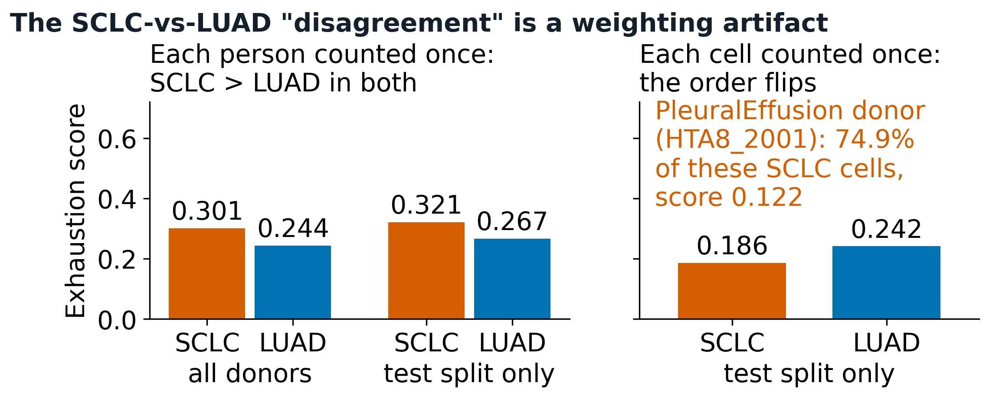 The SCLC-vs-LUAD "disagreement" is a weighting artifact
Each person counted once:
SCLC > LUAD in both
Exhaustion score
0.6
0.4
0.2
0.0
0.301
0.244
0.321
0.267
SCLC
LUAD
SCLC
LUAD
all donors
test split only
Each cell counted once:
the order flips
PleuralEffusion donor
(HTA8_2001): 74.9%
of these SCLC cells,
score 0.122
0.186
0.242
SCLC
LUAD
test split only